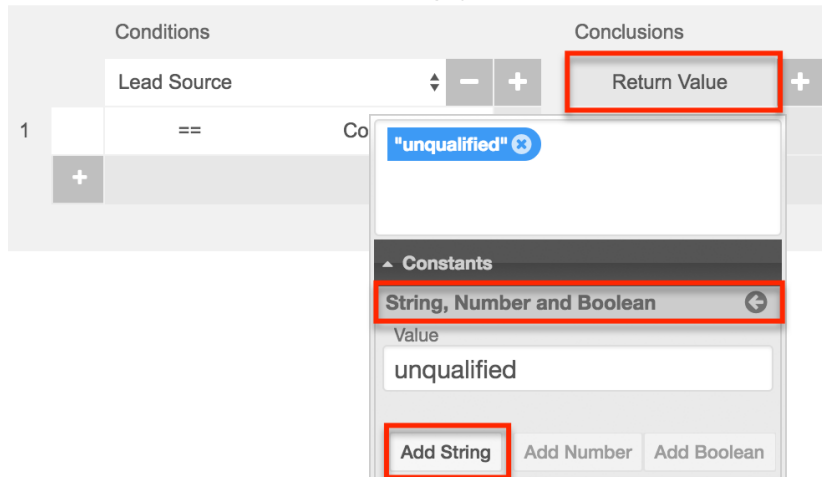 Conditions Conclusions
Lead Source − + Return Value +
1 == Co
"unqualified"
+
Constants
String, Number and Boolean
Value
unqualified
Add String Add Number Add Boolean